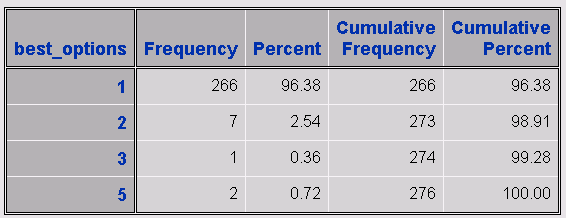 best_options Frequency Percent Cumulative Frequency Cumulative Percent
1 266 96.38 266 96.38
2 7 2.54 273 98.91
3 1 0.36 274 99.28
5 2 0.72 276 100.00